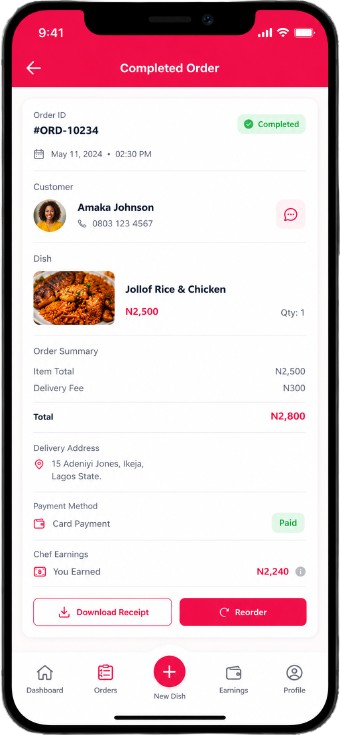 9:41
Completed Order
Order ID
#ORD-10234
Completed
May 11, 2024 • 02:30 PM
Customer
Amaka Johnson
0803 123 4567
Dish
Jollof Rice & Chicken
N2,500
Qty: 1
Order Summary
Item Total N2,500
Delivery Fee N300
Total N2,800
Delivery Address
15 Adeniyi Jones, Ikeja,
Lagos State.
Payment Method
Card Payment
Paid
Chef Earnings
You Earned N2,240
Download Receipt
Reorder
Dashboard
Orders
New Dish
Earnings
Profile